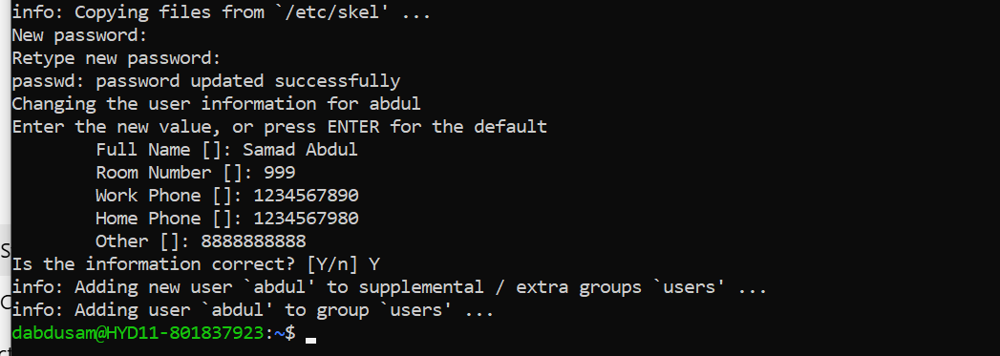 info: Copying files from `/etc/skel' ...
New password:
Retype new password:
passwd: password updated successfully
Changing the user information for abdul
Enter the new value, or press ENTER for the default
        Full Name []: Samad Abdul
        Room Number []: 999
        Work Phone []: 1234567890
        Home Phone []: 1234567980
        Other []: 8888888888
Is the information correct? [Y/n] Y
info: Adding new user `abdul' to supplemental / extra groups `users' ...
info: Adding user `abdul' to group `users' ...
dabdusam@HYD11-801837923:~$